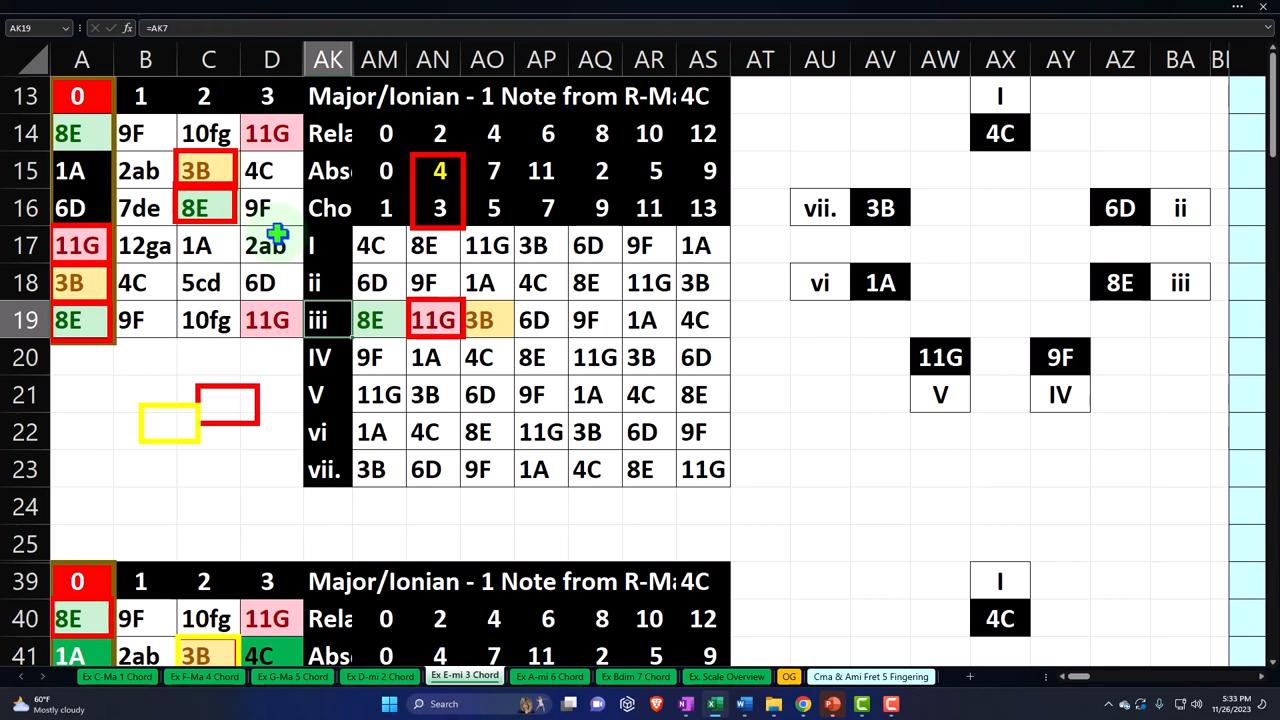 AK19 =AK7
A B C D AK AM AN AO AP AQ AR AS AT AU AV AW AX AY AZ BA
13 0 1 2 3 Major/Ionian - 1 Note from R-Ma 4C I
14 8E 9F 10fg 11G Rela 0 2 4 6 8 10 12 4C
15 1A 2ab 3B 4C Abs 0 4 7 11 2 5 9
16 6D 7de 8E 9F Cho 1 3 5 7 9 11 13 vii. 3B 6D ii
17 11G 12ga 1A 2ab I 4C 8E 11G 3B 6D 9F 1A
18 3B 4C 5cd 6D ii 6D 9F 1A 4C 8E 11G 3B vi 1A 8E iii
19 8E 9F 10fg 11G iii 8E 11G 3B 6D 9F 1A 4C
20 IV 9F 1A 4C 8E 11G 3B 6D 11G 9F
21 V 11G 3B 6D 9F 1A 4C 8E V IV
22 vi 1A 4C 8E 11G 3B 6D 9F
23 vii. 3B 6D 9F 1A 4C 8E 11G
24
25
39 0 1 2 3 Major/Ionian - 1 Note from R-Ma 4C I
40 8E 9F 10fg 11G Rela 0 2 4 6 8 10 12 4C
41 1A 2ab 3B 4C Abs 0 4 7 11 2 5 9
Ex C-Ma 1 Chord Ex F-Ma 4 Chord Ex G-Ma 5 Chord Ex D-mi 2 Chord Ex E-mi 3 Chord Ex A-mi 6 Chord Ex Bdim 7 Chord Ex. Scale Overview OG Cma & Ami Fret 5 Fingering
60°F Search 5:33 PM
Mostly cloudy 11/26/2023